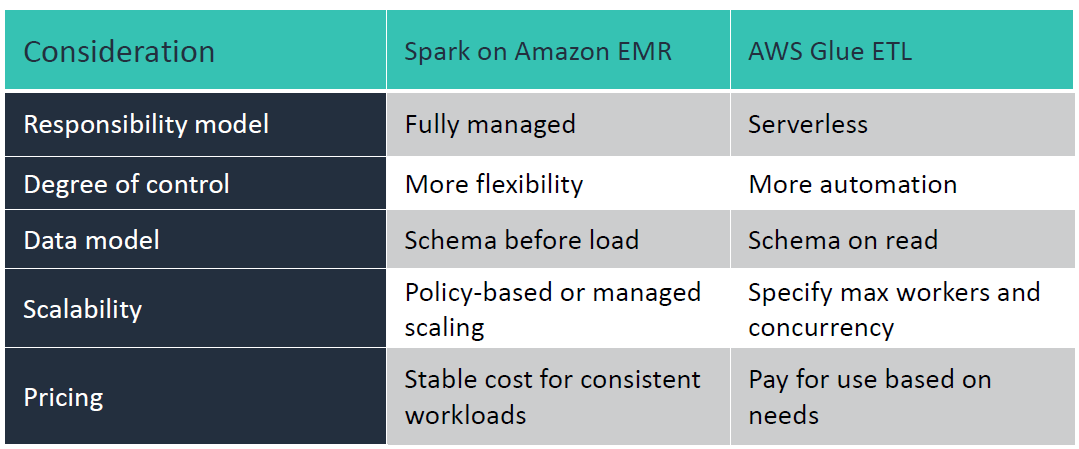 Consideration
Spark on Amazon EMR
AWS Glue ETL
Responsibility model
Fully managed
Serverless
Degree of control
More flexibility
More automation
Data model
Schema before load
Schema on read
Scalability
Policy-based or managed
scaling
Specify max workers and
concurrency
Pricing
Stable cost for consistent
workloads
Pay for use based on
needs